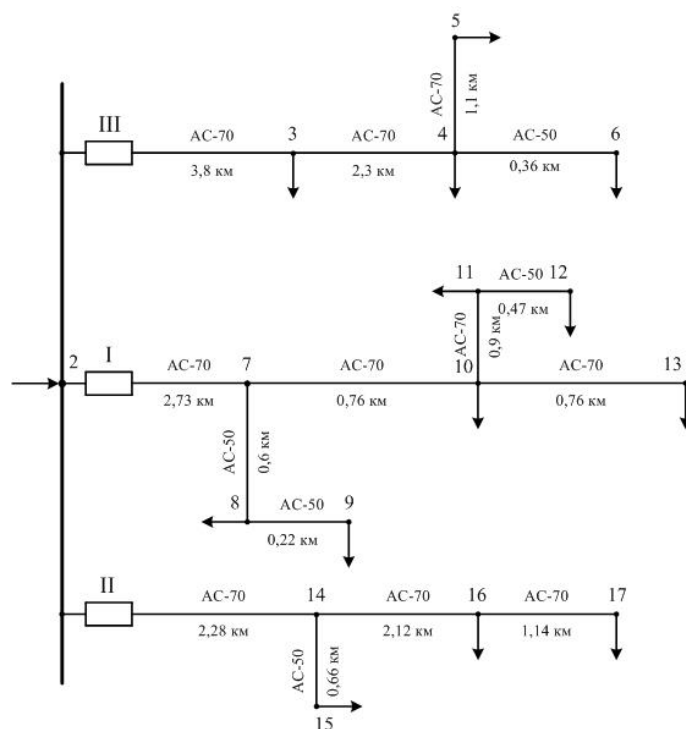 5
АС-70
1,1 км
III
АС-70
3
АС-70
4
АС-50
6
3,8 км
2,3 км
0,36 км
11
АС-50
12
0,47 км
АС-70
0,9 км
2
I
АС-70
7
АС-70
10
АС-70
13
2,73 км
0,76 км
0,76 км
АС-50
0,6 км
8
АС-50
9
0,22 км
II
АС-70
14
АС-70
16
АС-70
17
2,28 км
2,12 км
1,14 км
АС-50
0,66 км
15